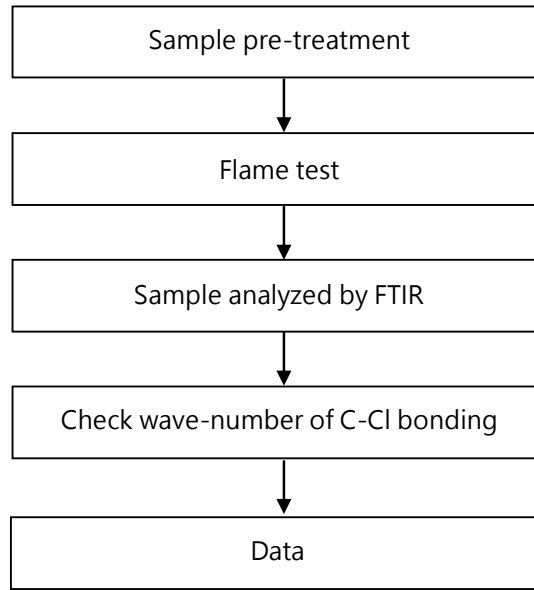 Sample pre-treatment
Flame test
Sample analyzed by FTIR
Check wave-number of C-Cl bonding
Data